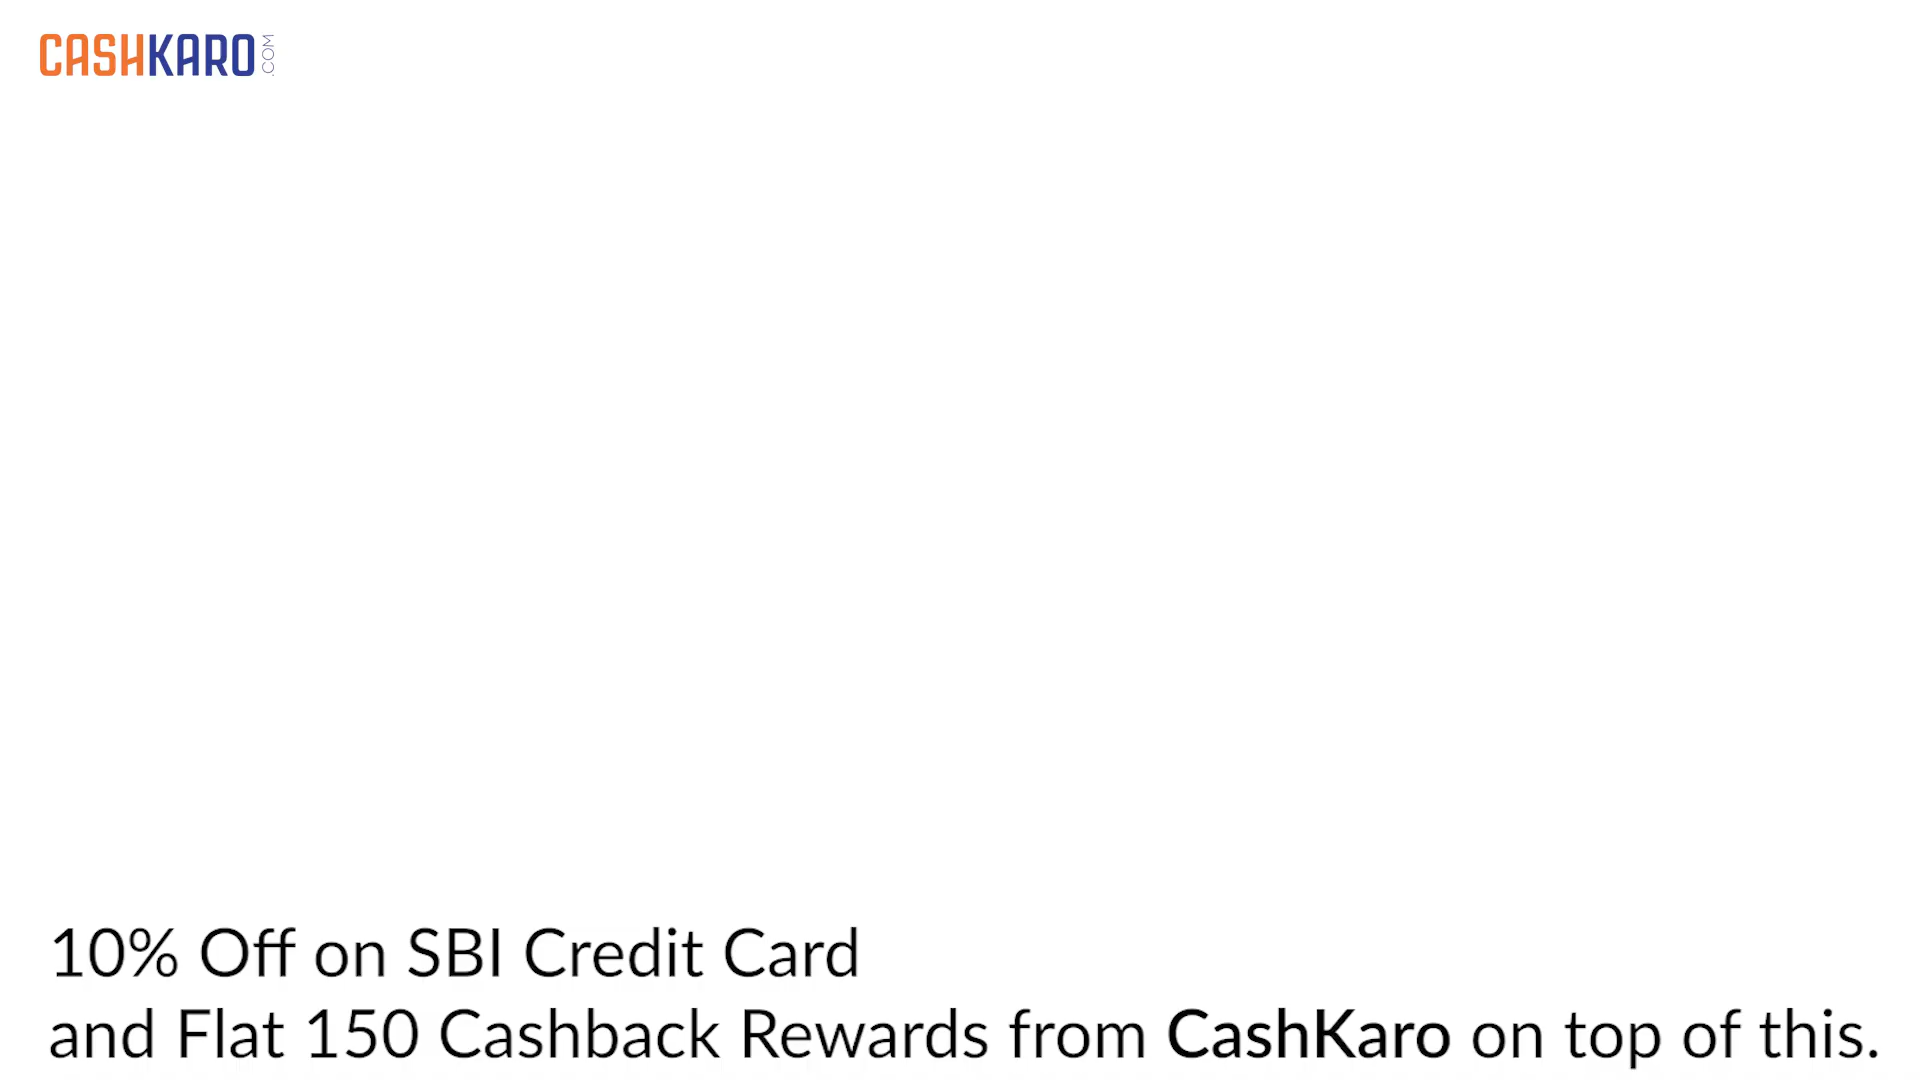 CASHKARO.COM
10% Off on SBI Credit Card
and Flat 150 Cashback Rewards from CashKaro on top of this.